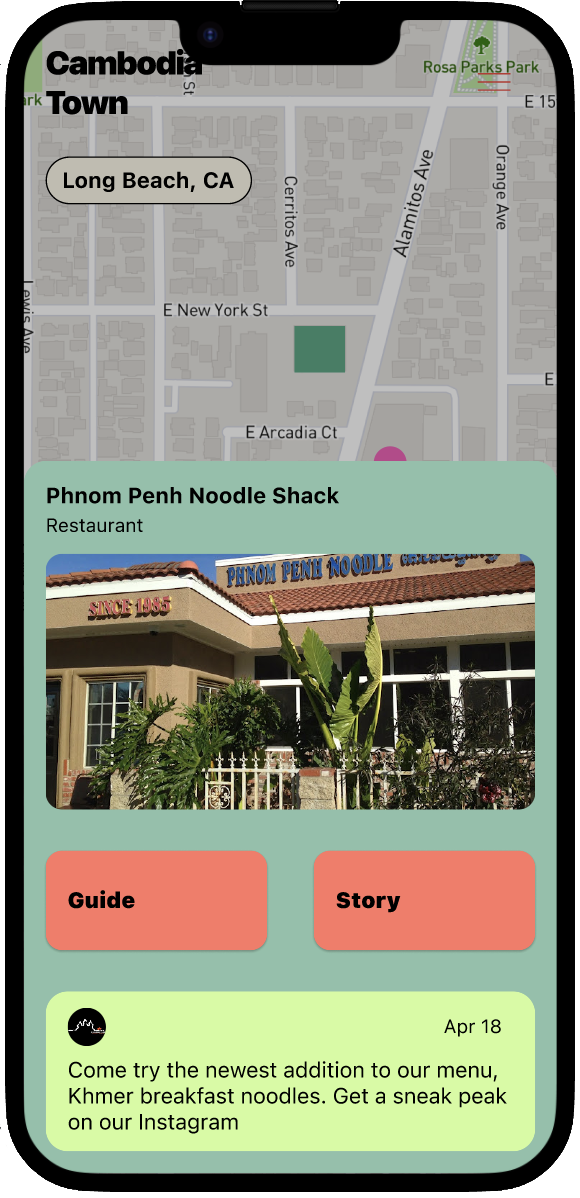 Cambodia
Town
Rosa Parks Park
ark
St
E 15
Long Beach, CA
Cerritos Ave
Alamitos Ave
Orange Ave
Lewis Ave
E New York St
E
E Arcadia Ct
Phnom Penh Noodle Shack
Restaurant
PHNOM PENH NOODLE
SINCE 1985
Guide
Story
Apr 18
Come try the newest addition to our menu,
Khmer breakfast noodles. Get a sneak peak
on our Instagram